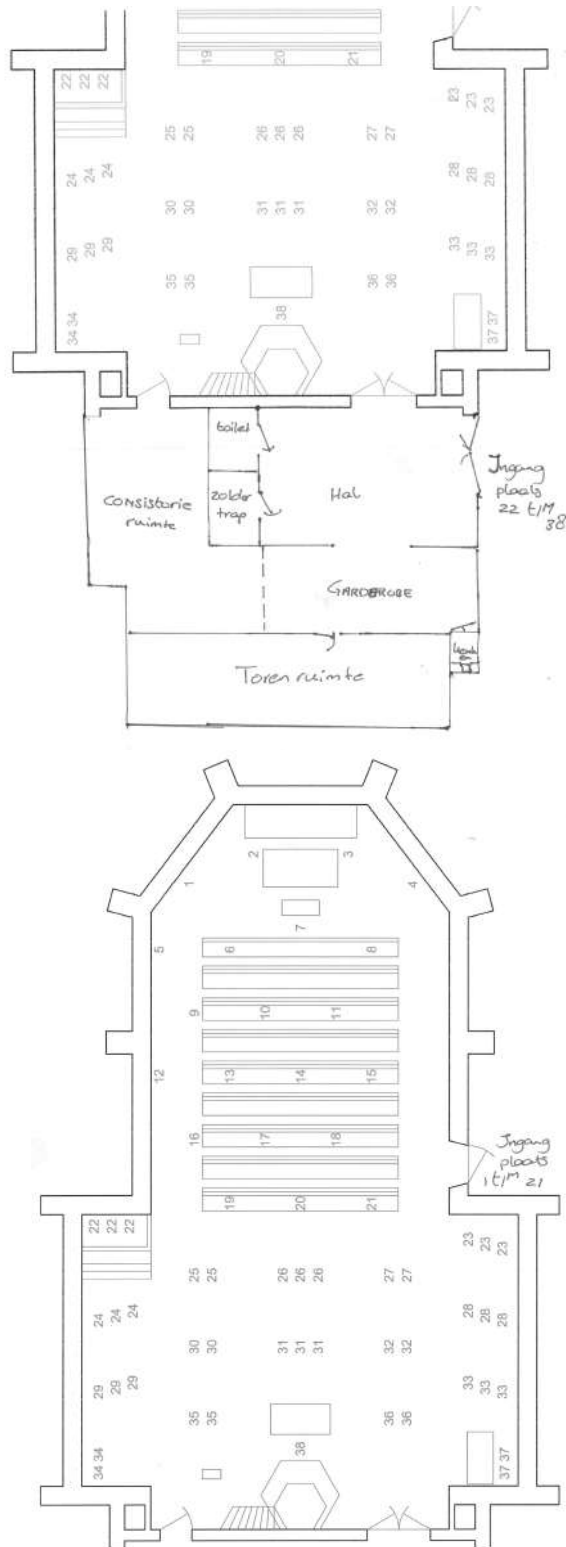 19 20 21
22 22 22
23 23 23
25 25 26 26 26 27 27
24 24 24
28 28 28
30 30 31 31 31 32 32
29 29 29
33 33 33
35 35 36 36
38
34 34
37 37
toilet
Consistorie
ruimte
zolder
trap
Hal
Ingang
plaats
22 t/m
38
GARDEROBE
Torenruimte
2 3
1 4
7
5 6 8
9 10 11
12 13 14 15
16 17 18
Ingang
plaats
1 t/m 21
19 20 21
22 22 22
23 23 23
25 25 26 26 26 27 27
24 24 24
28 28 28
30 30 31 31 31 32 32
29 29 29
33 33 33
35 35 36 36
38
34 34
37 37